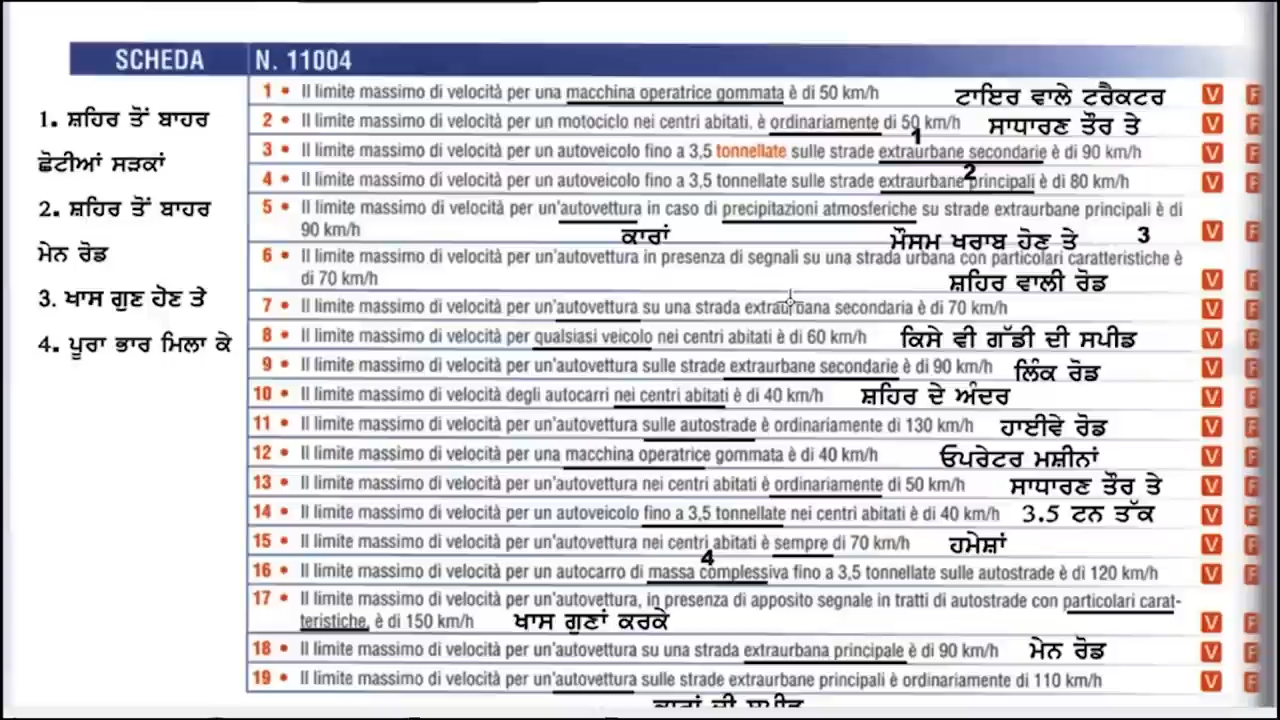 SCHEDA N. 11004
1. ਸ਼ਹਿਰ ਤੋਂ ਬਾਹਰ
ਛੋਟੀਆਂ ਸੜਕਾਂ
2. ਸ਼ਹਿਰ ਤੋਂ ਬਾਹਰ
ਮੇਨ ਰੋਡ
3. ਖਾਸ ਗੁਣ ਹੋਣ ਤੇ
4. ਪੂਰਾ ਭਾਰ ਮਿਲਾ ਕੇ
1 • Il limite massimo di velocità per una macchina operatrice gommata è di 50 km/h ਟਾਇਰ ਵਾਲੇ ਟਰੈਕਟਰ V F
2 • Il limite massimo di velocità per un motociclo nei centri abitati, è ordinariamente di 50 km/h ਸਾਧਾਰਣ ਤੌਰ ਤੇ V F
1
3 • Il limite massimo di velocità per un autoveicolo fino a 3,5 tonnellate sulle strade extraurbane secondarie è di 90 km/h V F
2
4 • Il limite massimo di velocità per un autoveicolo fino a 3,5 tonnellate sulle strade extraurbane principali è di 80 km/h V F
5 • Il limite massimo di velocità per un'autovettura in caso di precipitazioni atmosferiche su strade extraurbane principali è di
90 km/h ਕਾਰਾਂ ਮੌਸਮ ਖਰਾਬ ਹੋਣ ਤੇ 3 V F
6 • Il limite massimo di velocità per un'autovettura in presenza di segnali su una strada urbana con particolari caratteristiche è
di 70 km/h ਸ਼ਹਿਰ ਵਾਲੀ ਰੋਡ V F
7 • Il limite massimo di velocità per un'autovettura su una strada extraurbana secondaria è di 70 km/h V F
8 • Il limite massimo di velocità per qualsiasi veicolo nei centri abitati è di 60 km/h ਕਿਸੇ ਵੀ ਗੱਡੀ ਦੀ ਸਪੀਡ V F
9 • Il limite massimo di velocità per un'autovettura sulle strade extraurbane secondarie è di 90 km/h ਲਿੰਕ ਰੋਡ V F
10 • Il limite massimo di velocità degli autocarri nei centri abitati è di 40 km/h ਸ਼ਹਿਰ ਦੇ ਅੰਦਰ V F
11 • Il limite massimo di velocità per un'autovettura sulle autostrade è ordinariamente di 130 km/h ਹਾਈਵੇ ਰੋਡ V F
12 • Il limite massimo di velocità per una macchina operatrice gommata è di 40 km/h ਓਪਰੇਟਰ ਮਸ਼ੀਨਾਂ V F
13 • Il limite massimo di velocità per un'autovettura nei centri abitati è ordinariamente di 50 km/h ਸਾਧਾਰਣ ਤੌਰ ਤੇ V F
14 • Il limite massimo di velocità per un autoveicolo fino a 3,5 tonnellate nei centri abitati è di 40 km/h 3.5 ਟਨ ਤੱਕ V F
15 • Il limite massimo di velocità per un'autovettura nei centri abitati è sempre di 70 km/h ਹਮੇਸ਼ਾਂ V F
4
16 • Il limite massimo di velocità per un autocarro di massa complessiva fino a 3,5 tonnellate sulle autostrade è di 120 km/h V F
17 • Il limite massimo di velocità per un'autovettura, in presenza di apposito segnale in tratti di autostrade con particolari carat-
teristiche, è di 150 km/h ਖਾਸ ਗੁਣਾਂ ਕਰਕੇ V F
18 • Il limite massimo di velocità per un'autovettura su una strada extraurbana principale è di 90 km/h ਮੇਨ ਰੋਡ V F
19 • Il limite massimo di velocità per un'autovettura sulle strade extraurbane principali è ordinariamente di 110 km/h V F
ਕਾਰਾਂ ਦੀ ਸਪੀਡ